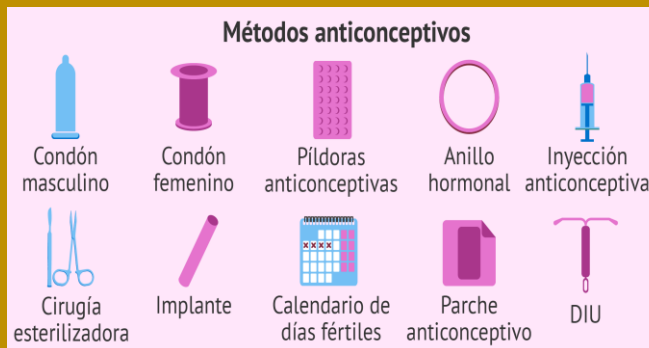 Métodos anticonceptivos
Condón
masculino
Condón
femenino
Píldoras
anticonceptivas
Anillo
hormonal
Inyección
anticonceptiva
Cirugía
esterilizadora
Implante
Calendario de
días fértiles
Parche
anticonceptivo
DIU